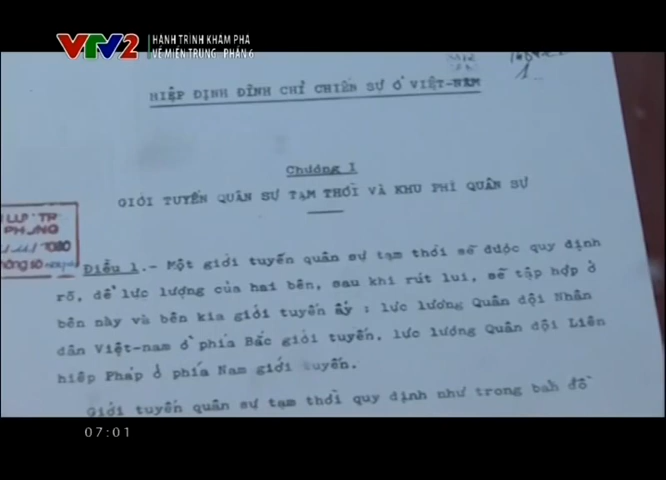 VTV2
HÀNH TRÌNH KHÁM PHÁ
VỀ MIỀN TRUNG - PHẦN 6
HIỆP ĐỊNH ĐÌNH CHỈ CHIẾN SỰ Ở VIỆT-NAM
Chương I
GIỚI TUYẾN QUÂN SỰ TẠM THỜI VÀ KHU PHI QUÂN SỰ
PHÒNG
Điều 1.- Một giới tuyến quân sự tạm thời sẽ được quy định
rõ, để lực lượng của hai bên, sau khi rút lui, sẽ tập hợp ở
bên này và bên kia giới tuyến ấy : lực lượng Quân đội Nhân
dân Việt-nam ở phía Bắc giới tuyến, lực lượng Quân đội Liên
hiệp Pháp ở phía Nam giới tuyến.
Giới tuyến quân sự tạm thời quy định như trong bản đồ
07:01